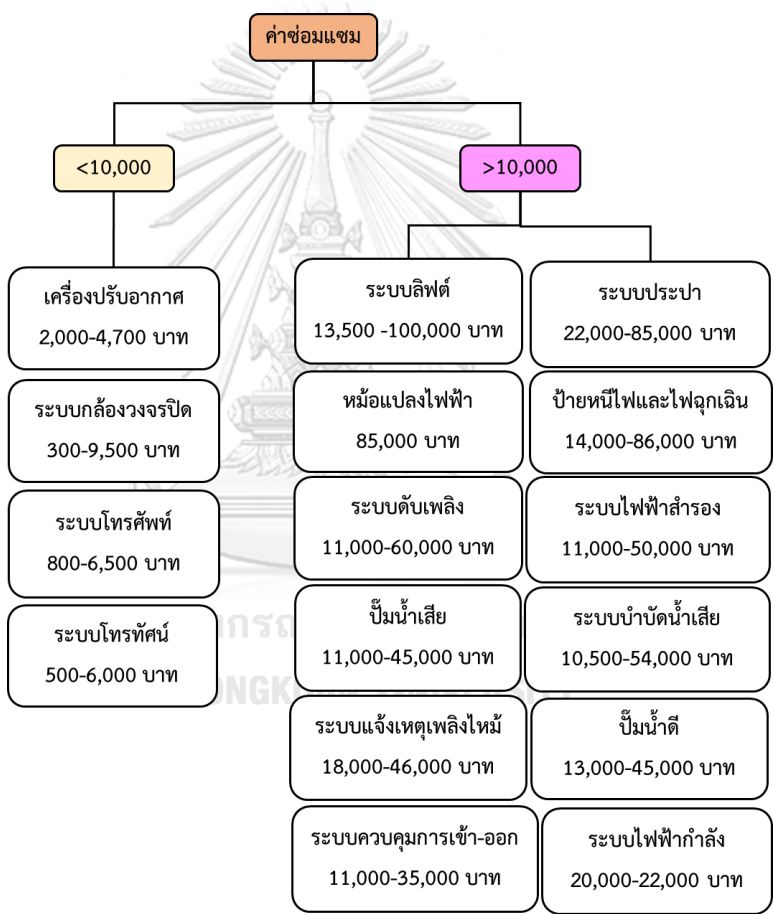 ค่าซ่อมแซม
<10,000
>10,000
เครื่องปรับอากาศ
2,000-4,700 บาท
ระบบกล้องวงจรปิด
300-9,500 บาท
ระบบโทรศัพท์
800-6,500 บาท
ระบบโทรทัศน์
500-6,000 บาท
ระบบลิฟต์
13,500 -100,000 บาท
ระบบประปา
22,000-85,000 บาท
หม้อแปลงไฟฟ้า
85,000 บาท
ป้ายหนีไฟและไฟฉุกเฉิน
14,000-86,000 บาท
ระบบดับเพลิง
11,000-60,000 บาท
ระบบไฟฟ้าสำรอง
11,000-50,000 บาท
ปั๊มน้ำเสีย
11,000-45,000 บาท
ระบบบำบัดน้ำเสีย
10,500-54,000 บาท
ระบบแจ้งเหตุเพลิงไหม้
18,000-46,000 บาท
ปั๊มน้ำดี
13,000-45,000 บาท
ระบบควบคุมการเข้า-ออก
11,000-35,000 บาท
ระบบไฟฟ้ากำลัง
20,000-22,000 บาท